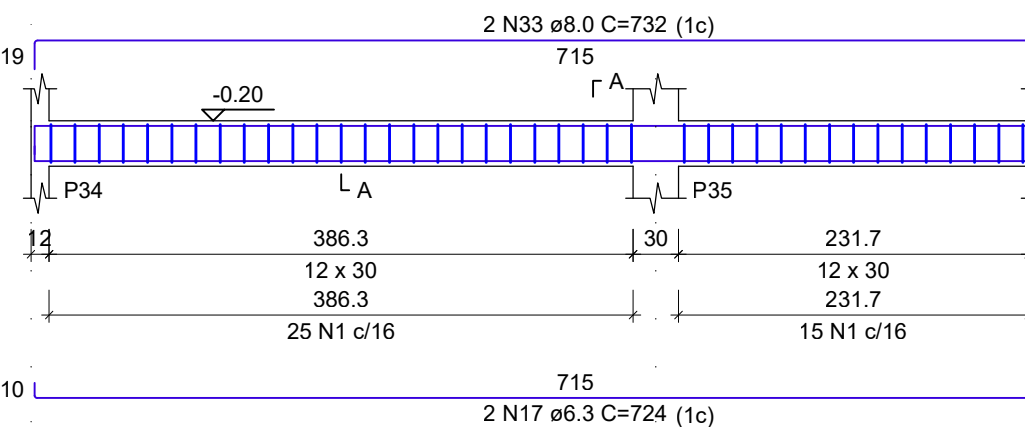 2 N33 ø8.0 C=732 (1c)
19
715
A
-0.20
P34
A
P35
12
386.3
30
231.7
12 x 30
12 x 30
386.3
231.7
25 N1 c/16
15 N1 c/16
10
715
2 N17 ø6.3 C=724 (1c)